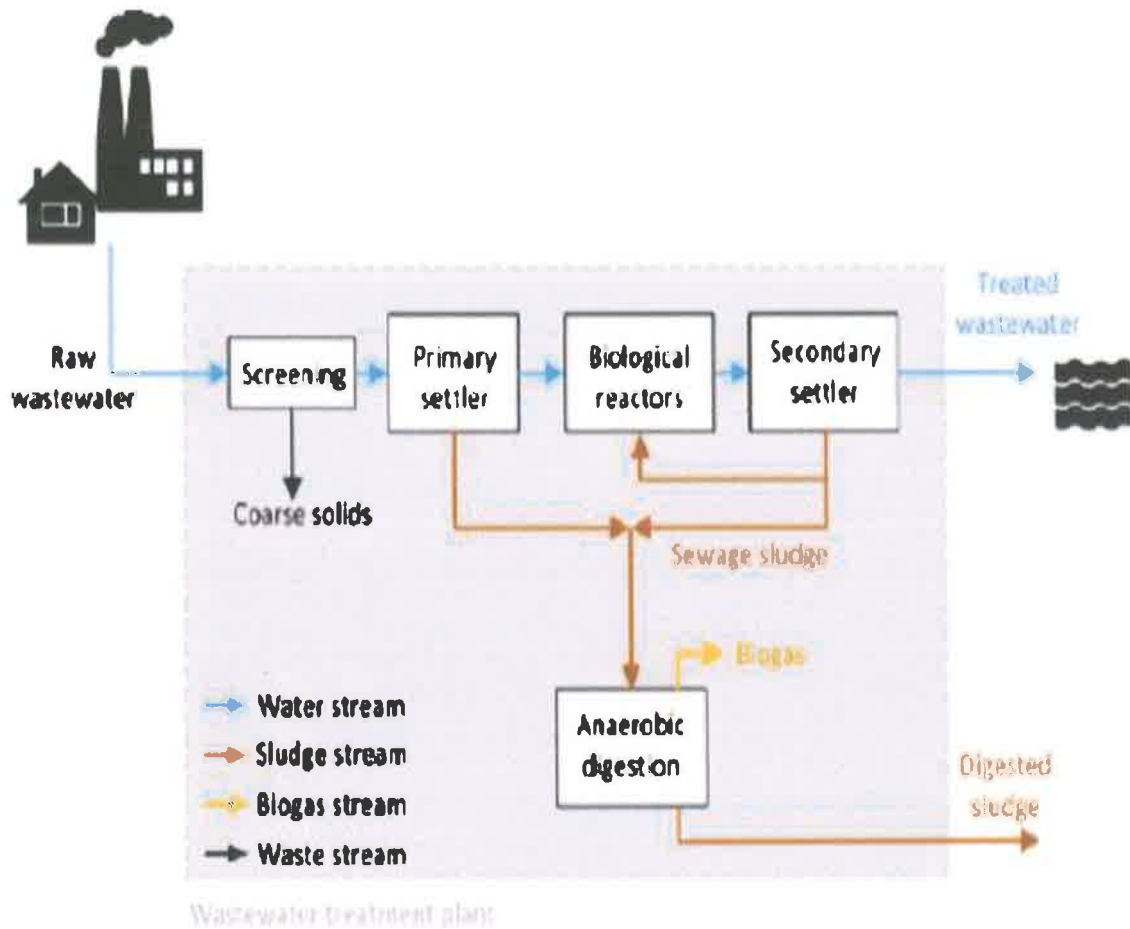 Treated
wastewater
Raw
wastewater
Screening
Primary
settler
Biological
reactors
Secondary
settler
Coarse solids
Sewage sludge
Biogas
Anaerobic
digestion
Water stream
Sludge stream
Biogas stream
Waste stream
Digested
sludge
Wastewater treatment plant